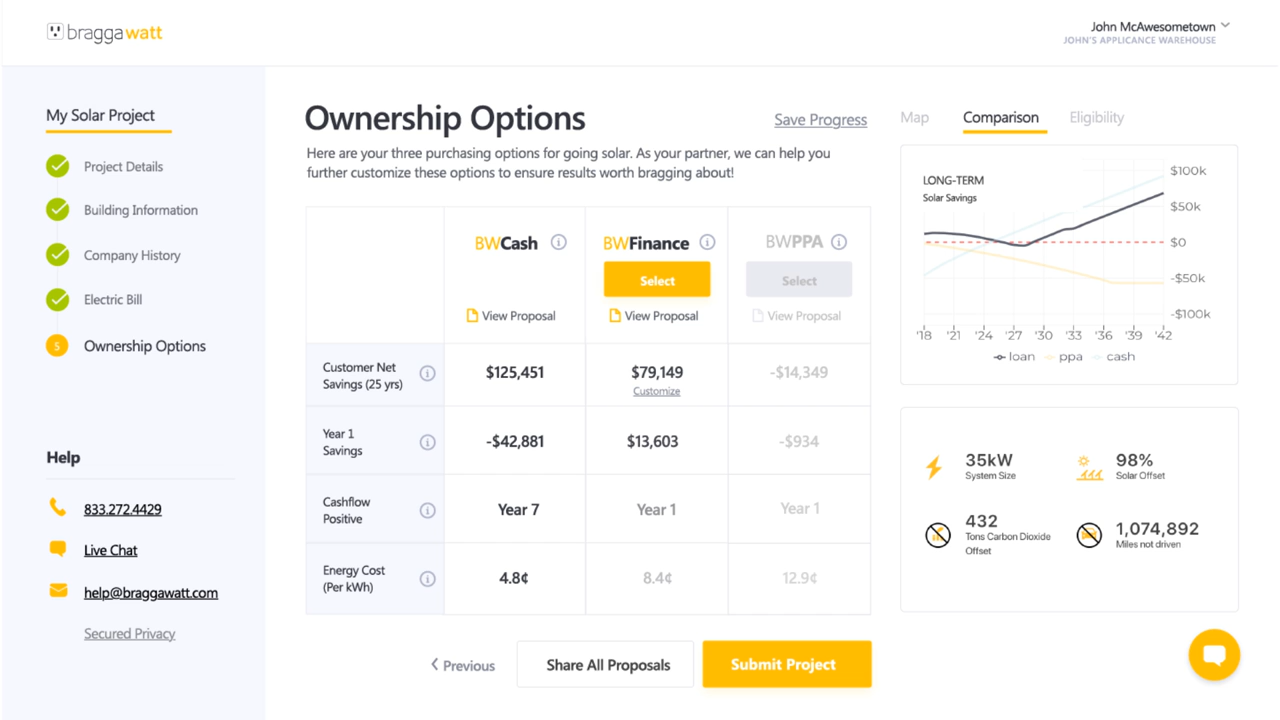 braggawatt
John McAwesometown
JOHN'S APPLICANCE WAREHOUSE
My Solar Project
Project Details
Building Information
Company History
Electric Bill
5
Ownership Options
Help
833.272.4429
Live Chat
help@braggawatt.com
Secured Privacy
Ownership Options
Save Progress
Here are your three purchasing options for going solar. As your partner, we can help you
further customize these options to ensure results worth bragging about!
BWCash
BWFinance
BWPPA
Select
Select
View Proposal
View Proposal
View Proposal
Customer Net
Savings (25 yrs)
$125,451
$79,149
Customize
-$14,349
Year 1
Savings
-$42,881
$13,603
-$934
Cashflow
Positive
Year 7
Year 1
Year 1
Energy Cost
(Per kWh)
4.8¢
8.4¢
12.9¢
Previous
Share All Proposals
Submit Project
Map
Comparison
Eligibility
LONG-TERM
Solar Savings
$100k
$50k
$0
-$50k
-$100k
'18 '21 '24 '27 '30 '33 '36 '39 '42
loan ppa cash
35kW
System Size
98%
Solar Offset
432
Tons Carbon Dioxide
Offset
1,074,892
Miles not driven